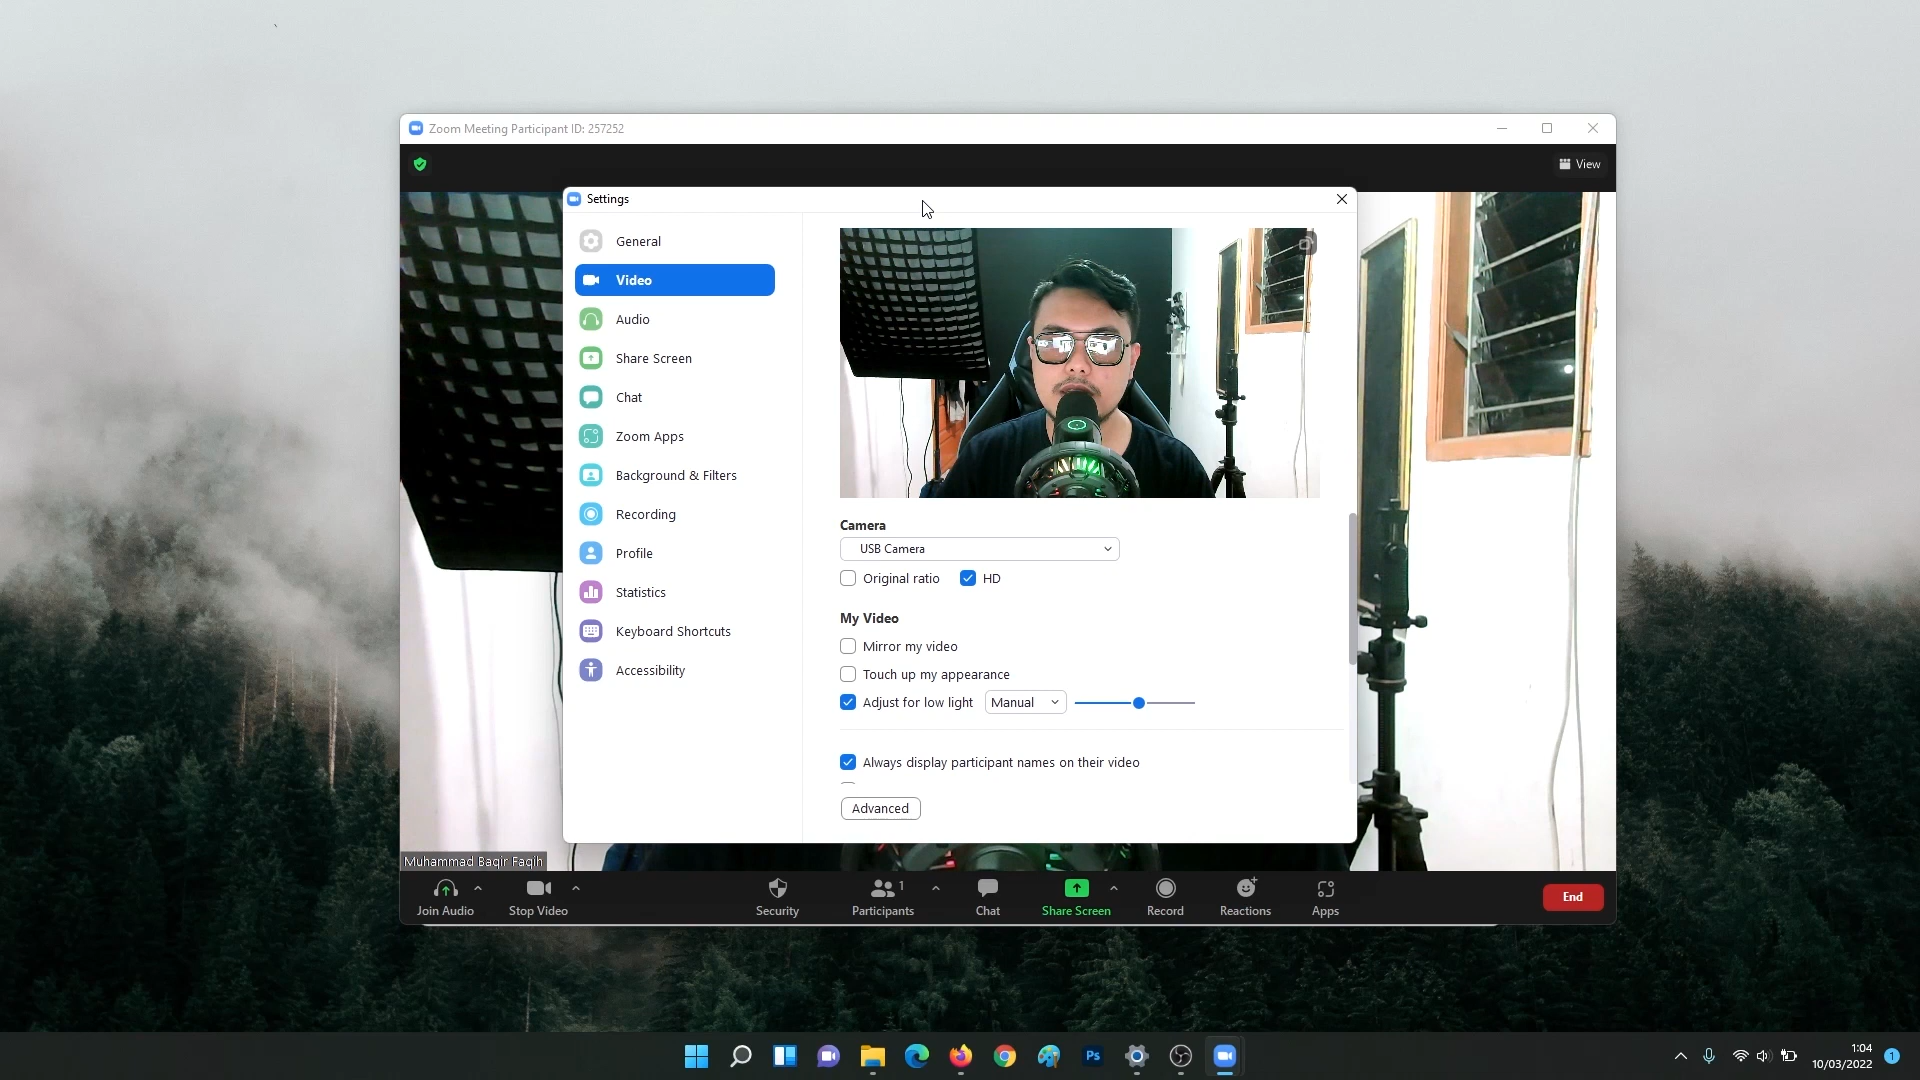 Zoom Meeting Participant ID: 257252
View
Settings
General
Video
Audio
Share Screen
Chat
Zoom Apps
Background & Filters
Recording
Profile
Statistics
Keyboard Shortcuts
Accessibility
Camera
USB Camera
Original ratio HD
My Video
Mirror my video
Touch up my appearance
Adjust for low light Manual
Always display participant names on their video
Advanced
Muhammad Baqir Faqih
Join Audio
Stop Video
Security
Participants 1
Chat
Share Screen
Record
Reactions
Apps
End
Ps
1:04
10/03/2022
1